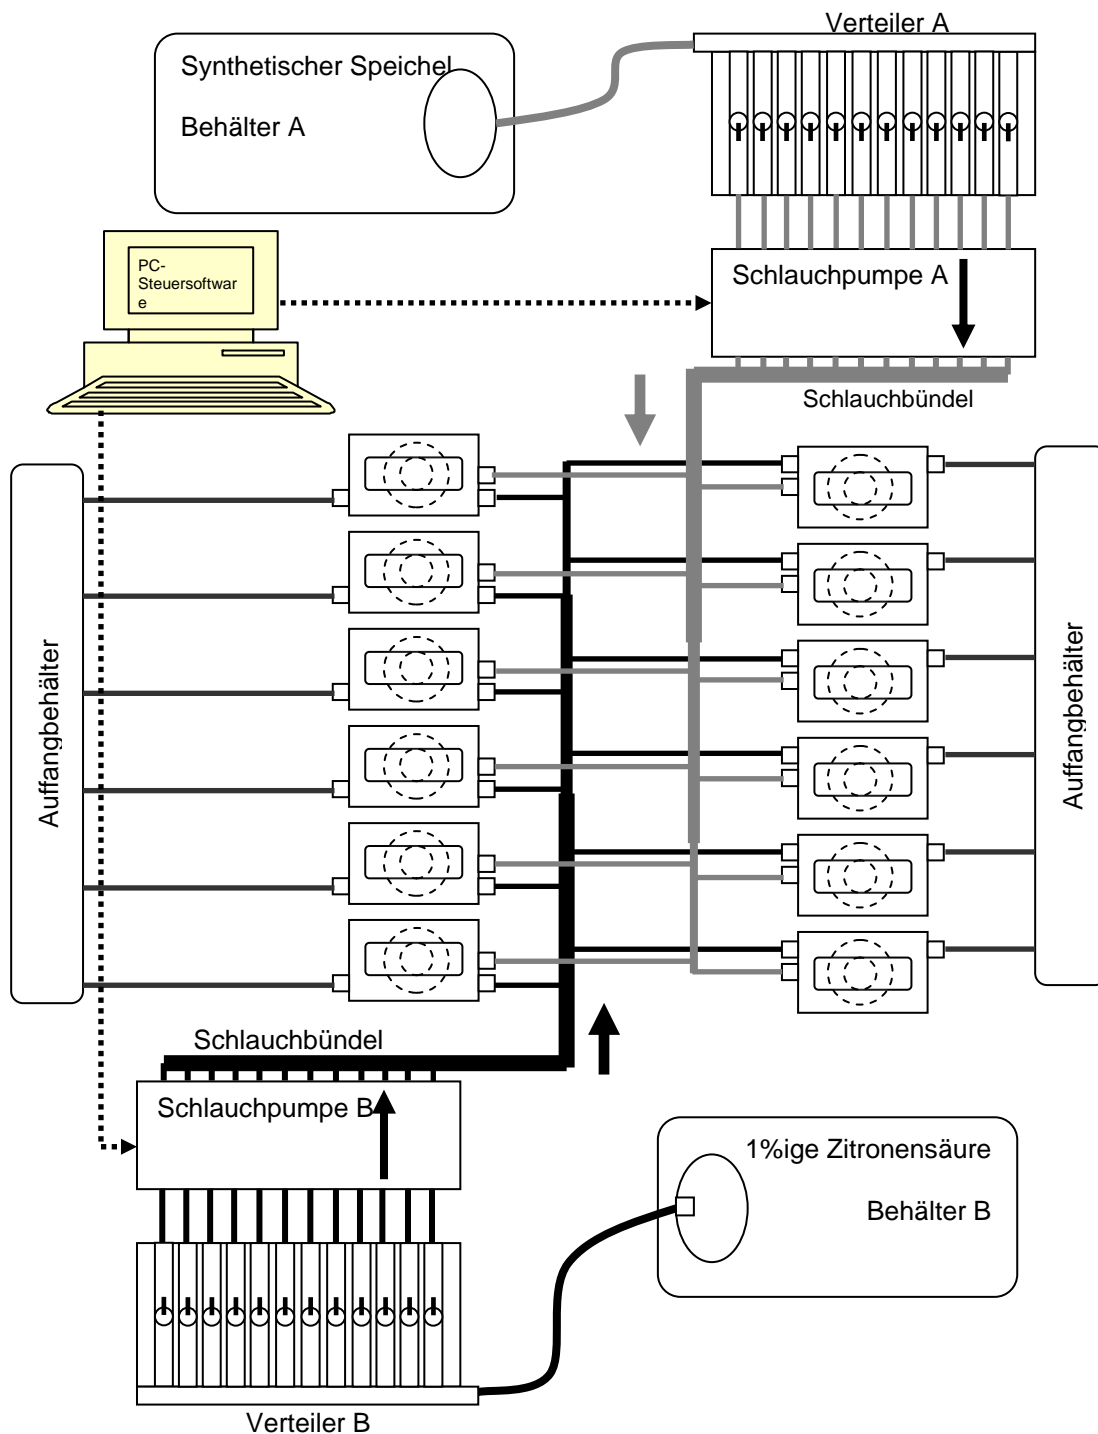 Verteiler A
Synthetischer Speichel
Behälter A
PC-
Steuersoftwar
e
Schlauchpumpe A
Schlauchbündel
Auffangbehälter
Auffangbehälter
Schlauchbündel
Schlauchpumpe B
1%ige Zitronensäure
Behälter B
Verteiler B